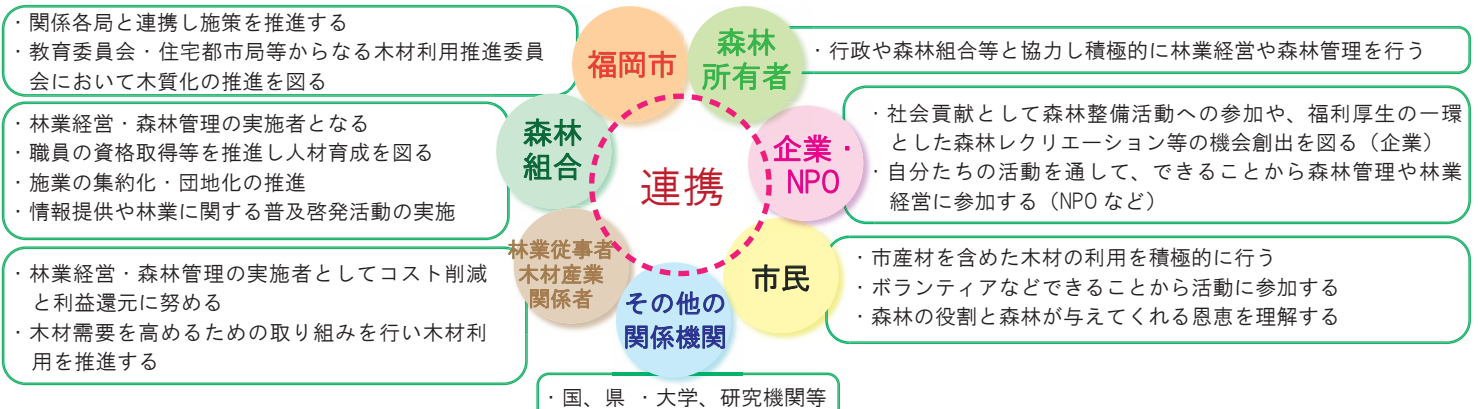 ・関係各局と連携し施策を推進する
・教育委員会・住宅都市局等からなる木材利用推進委員
会において木質化の推進を図る
福岡市
森林
所有者
・行政や森林組合等と協力し積極的に林業経営や森林管理を行う
・林業経営・森林管理の実施者となる
・職員の資格取得等を推進し人材育成を図る
・施業の集約化・団地化の推進
・情報提供や林業に関する普及啓発活動の実施
森林
組合
連携
企業・
NPO
・社会貢献として森林整備活動への参加や、福利厚生の一環
とした森林レクリエーション等の機会創出を図る（企業）
・自分たちの活動を通して、できることから森林管理や林業
経営に参加する（NPO など）
・林業経営・森林管理の実施者としてコスト削減
と利益還元に努める
・木材需要を高めるための取り組みを行い木材利
用を推進する
林業従事者
木材産業
関係者
その他の
関係機関
市民
・市産材を含めた木材の利用を積極的に行う
・ボランティアなどできることから活動に参加する
・森林の役割と森林が与えてくれる恩恵を理解する
・国、県 ・大学、研究機関等